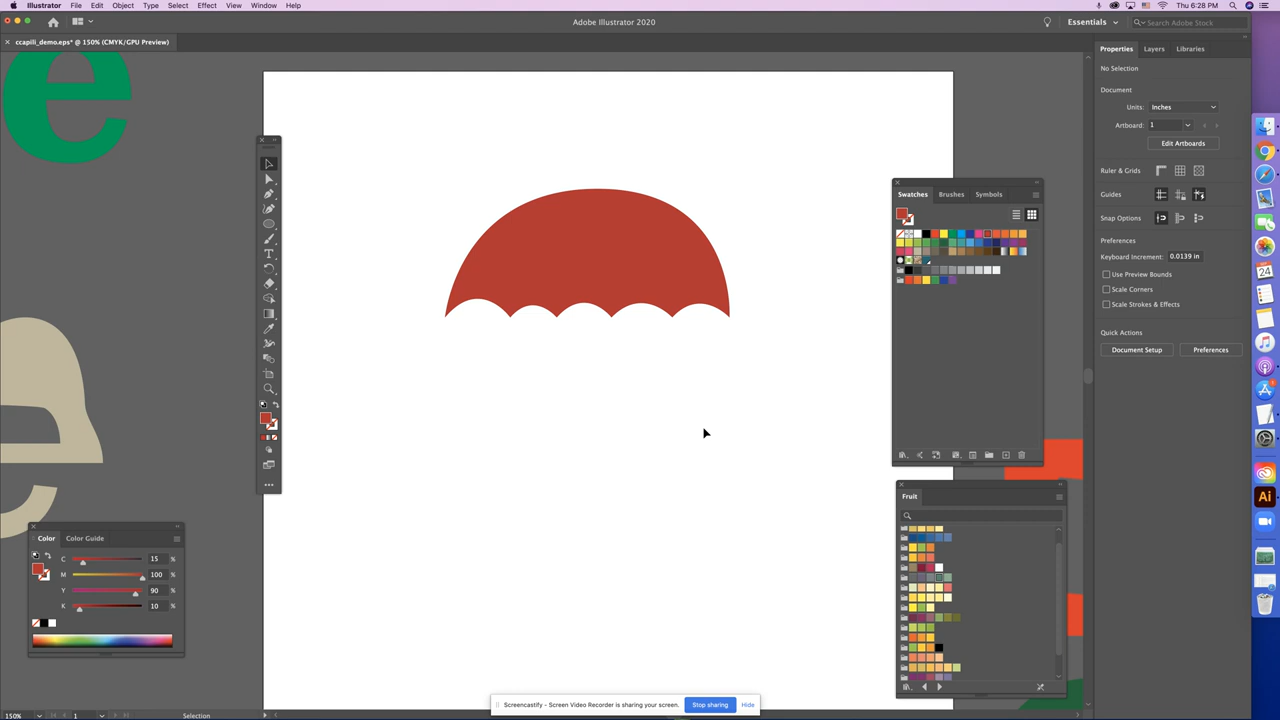 Illustrator File Edit Object Type Select Effect View Window Help
Thu 6:28 PM
Adobe Illustrator 2020
Essentials
Search Adobe Stock
× ccapili_demo.eps* @ 150% (CMYK/GPU Preview)
e
e
Properties Layers Libraries
No Selection
Document
Units: Inches
Artboard: 1
Edit Artboards
Ruler & Grids
Guides
Snap Options
Preferences
Keyboard Increment: 0.0139 in
Use Preview Bounds
Scale Corners
Scale Strokes & Effects
Quick Actions
Document Setup Preferences
Swatches Brushes Symbols
Fruit
Color Color Guide
C 15 %
M 100 %
Y 90 %
K 10 %
SEP
24
Ai
Screencastify - Screen Video Recorder is sharing your screen. Stop sharing Hide
150% 1 Selection